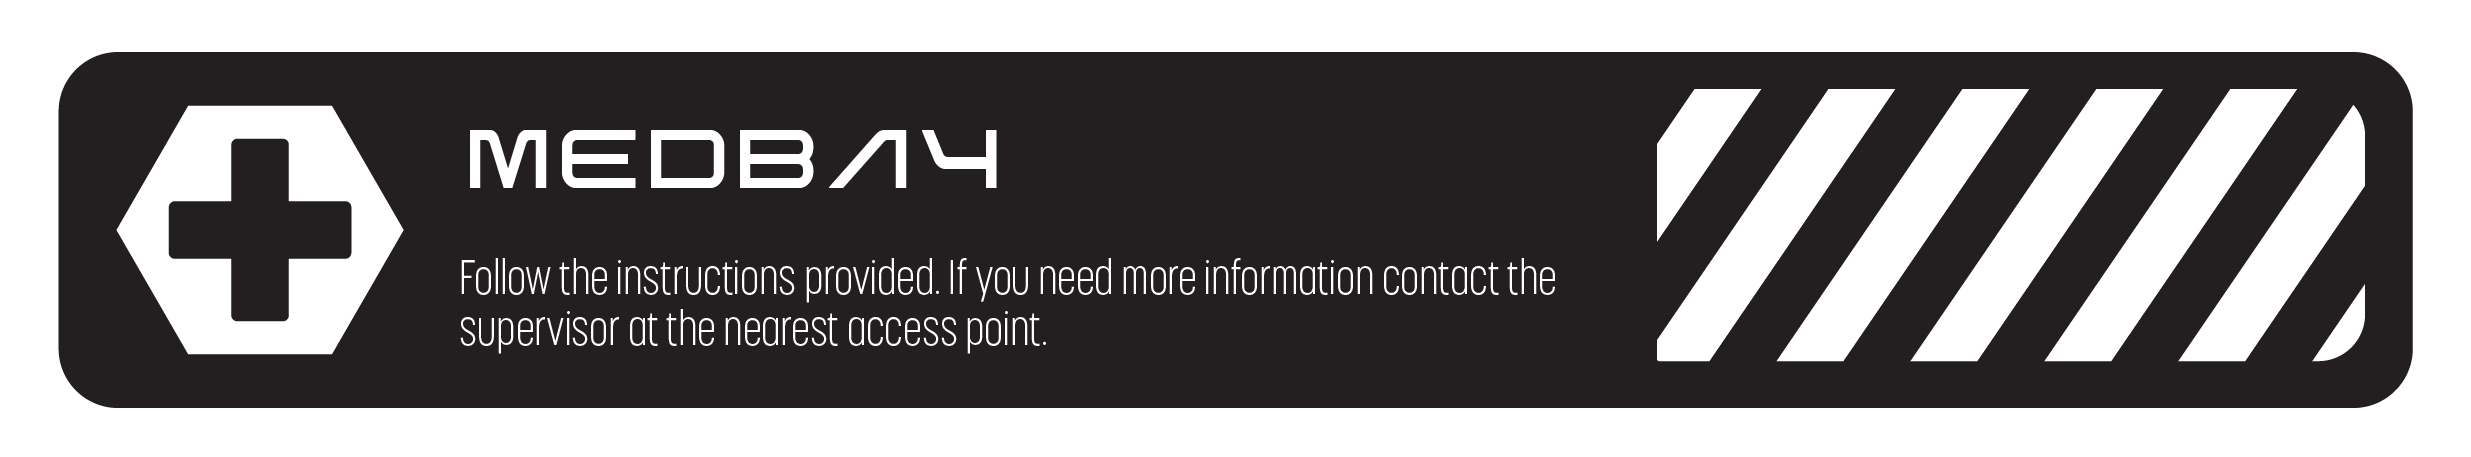 MEDBAY
Follow the instructions provided. If you need more information contact the
supervisor at the nearest access point.